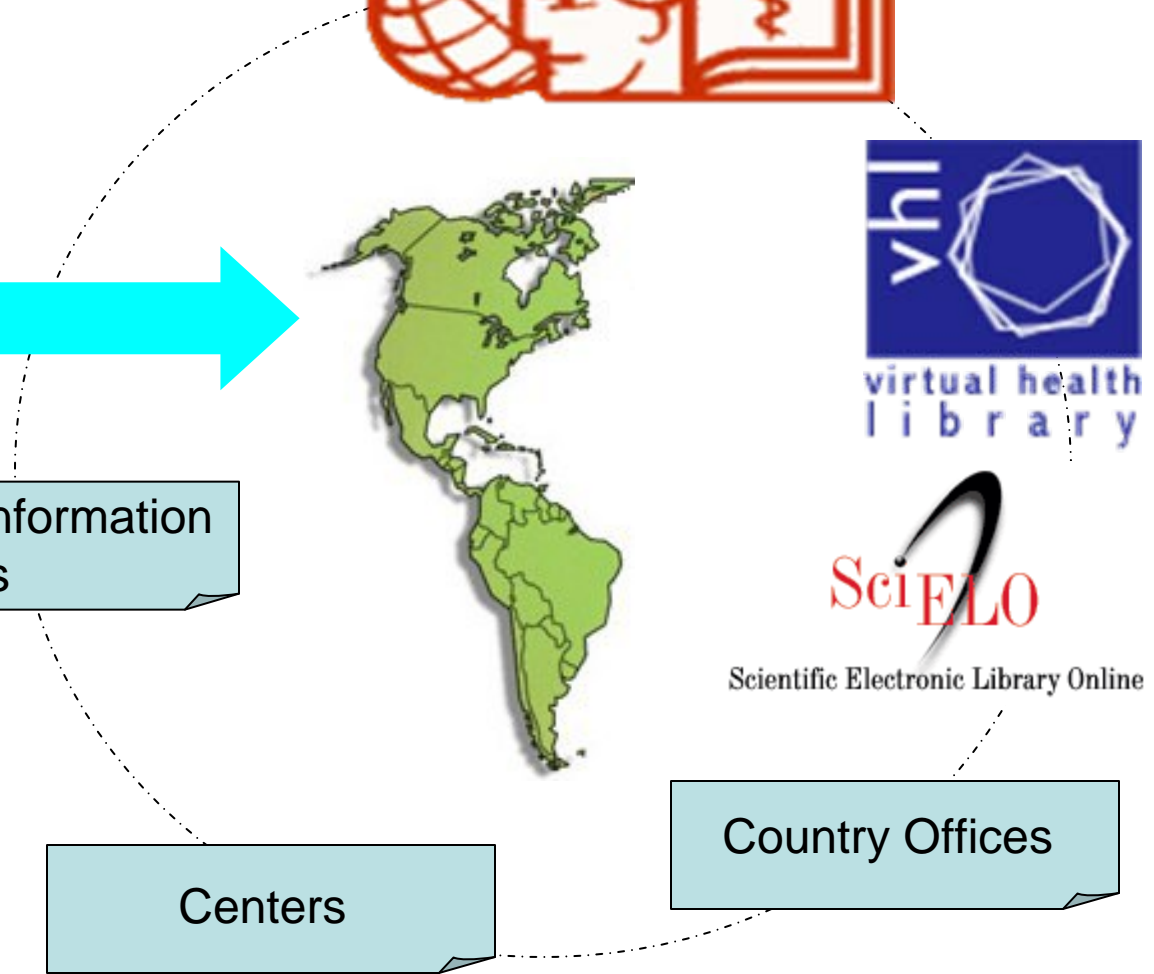 vhl
virtual health
library
nformation
s
SciELO
Scientific Electronic Library Online
Country Offices
Centers